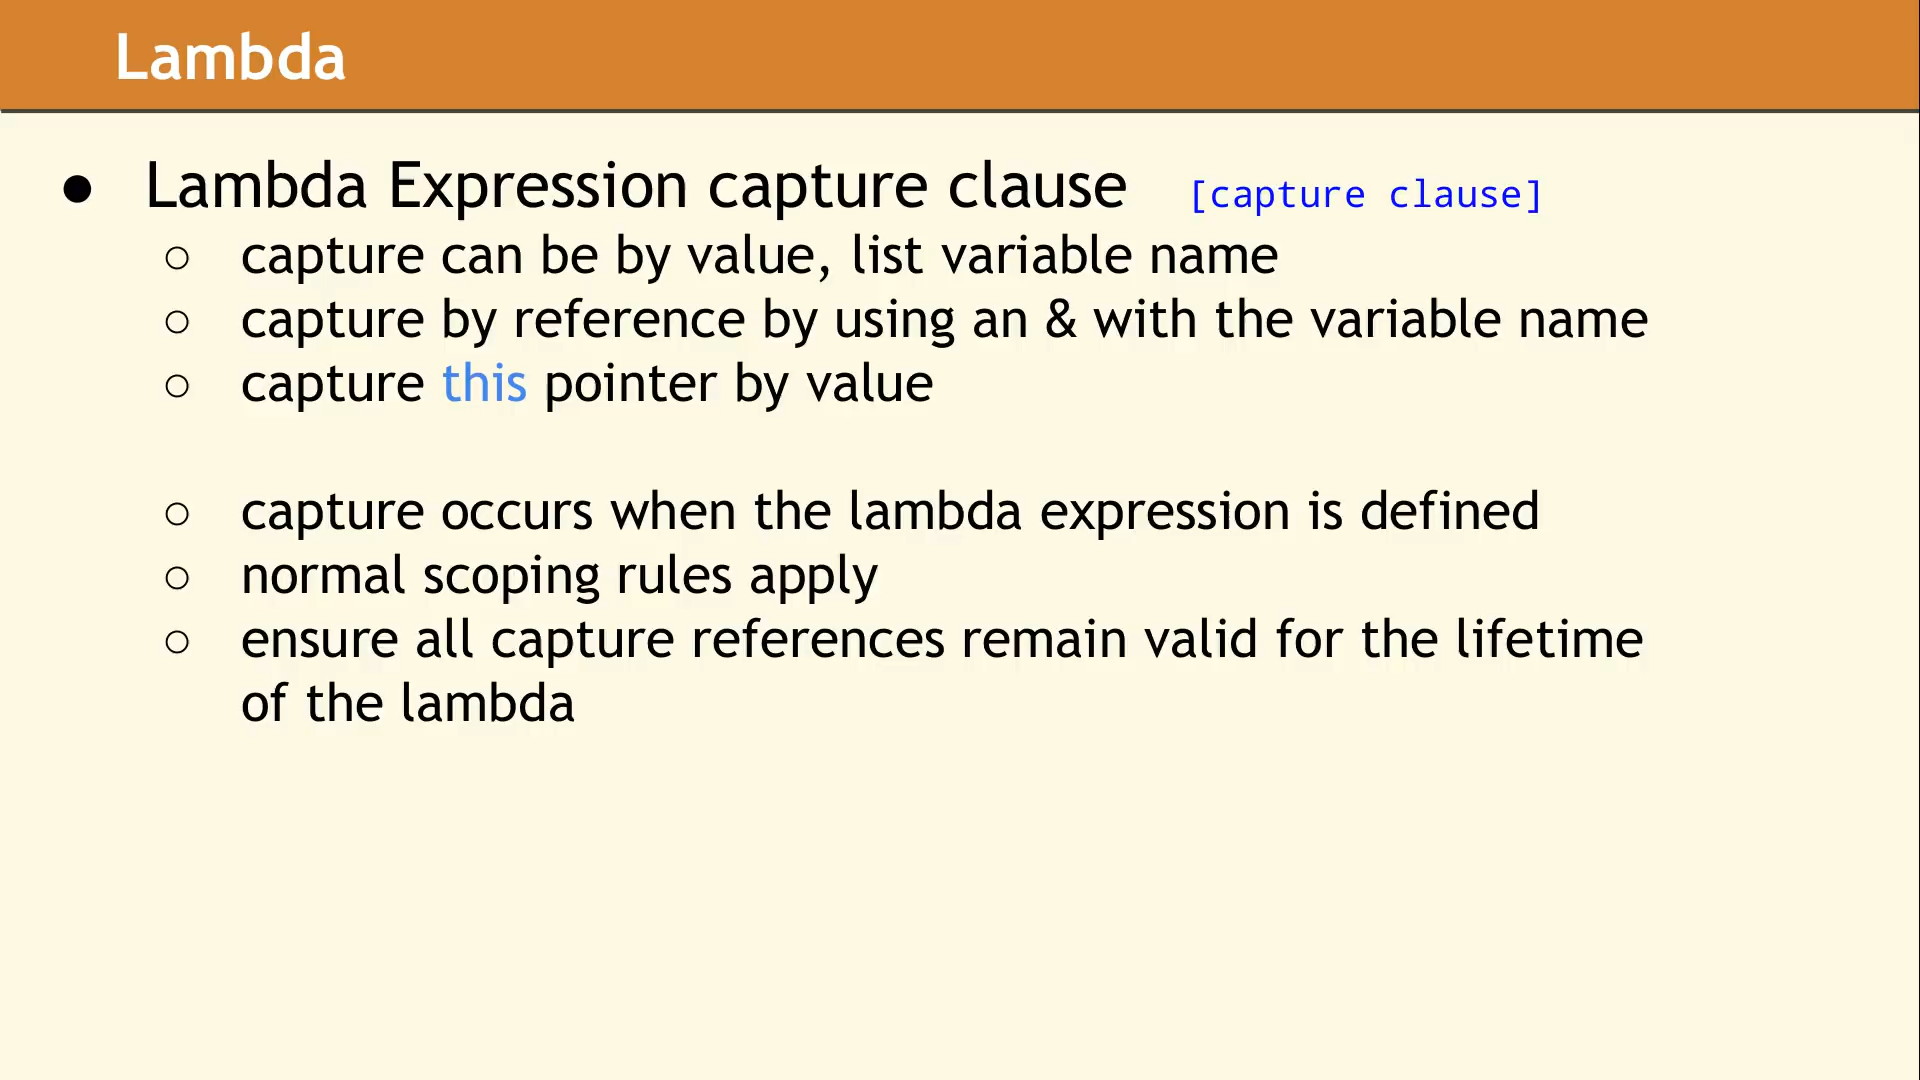 Lambda
● Lambda Expression capture clause [capture clause]
○ capture can be by value, list variable name
○ capture by reference by using an & with the variable name
○ capture this pointer by value
○ capture occurs when the lambda expression is defined
○ normal scoping rules apply
○ ensure all capture references remain valid for the lifetime
of the lambda